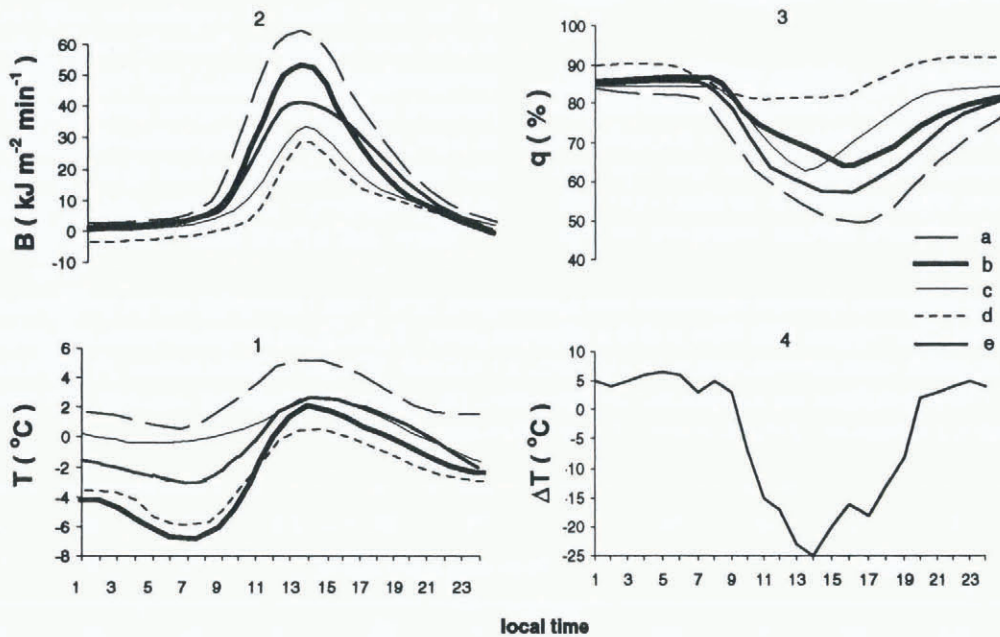 2
B ( kJ m-2 min-1 )
60
50
40
30
20
10
0
-10
3
q ( % )
100
90
80
70
60
50
40
a
b
c
d
e
1
T ( °C )
6
4
2
0
-2
-4
-6
-8
1 3 5 7 9 11 13 15 17 19 21 23
4
ΔT ( °C )
10
5
0
-5
-10
-15
-20
-25
1 3 5 7 9 11 13 15 17 19 21 23
local time